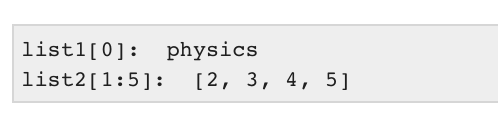 list1[0]:  physics
list2[1:5]:  [2, 3, 4, 5]